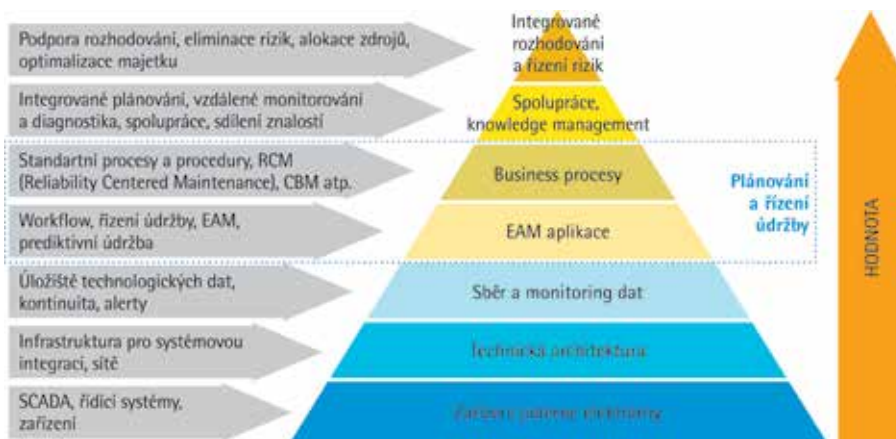 Podpora rozhodování, eliminace rizik, alokace zdrojů,
optimalizace majetku
Integrované
rozhodování
a řízení rizik
Integrované plánování, vzdálené monitorování
a diagnostika, spolupráce, sdílení znalostí
Spolupráce,
knowledge management
Standartní procesy a procedury, RCM
(Reliability Centered Maintenance), CBM atp.
Business procesy
Workflow, řízení údržby, EAM,
prediktivní údržba
EAM aplikace
Plánování
a řízení
údržby
Úložiště technologických dat,
kontinuita, alerty
Sběr a monitoring dat
Infrastruktura pro systémovou
integraci, sítě
Technická architektura
SCADA, řídicí systémy,
zařízení
HODNOTA